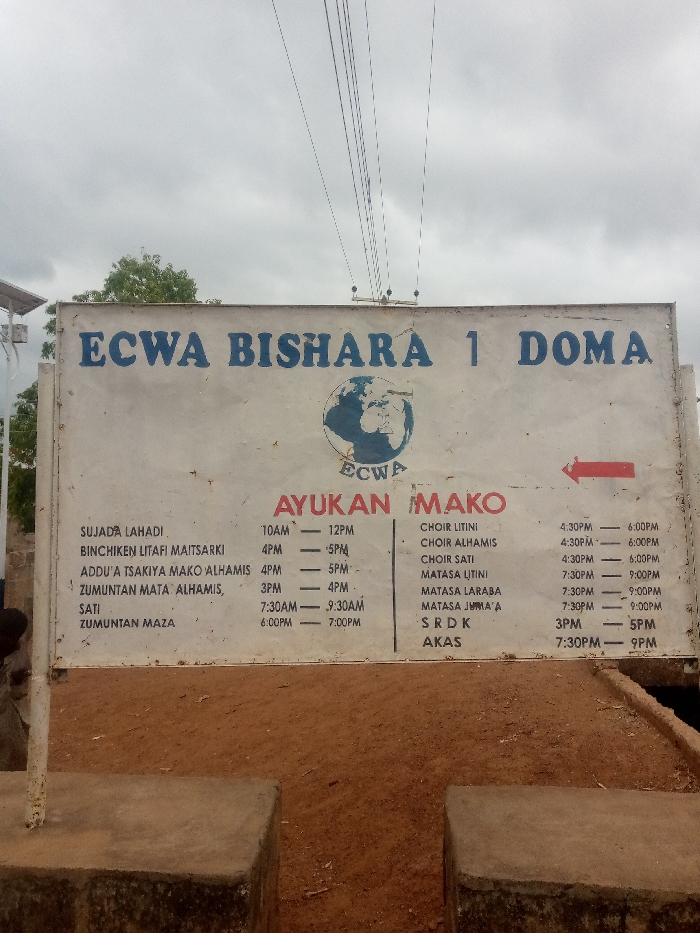 ECWA BISHARA 1 DOMA
ECWA
AYUKAN MAKO
SUJADA LAHADI 10AM — 12PM
BINCHIKEN LITAFI MAITSARKI 4PM — 5PM
ADDU'A TSAKIYA MAKO ALHAMIS 4PM — 5PM
ZUMUNTAN MATA ALHAMIS, 3PM — 4PM
SATI 7:30AM — 9:30AM
ZUMUNTAN MAZA 6:00PM — 7:00PM
CHOIR LITINI 4:30PM — 6:00PM
CHOIR ALHAMIS 4:30PM — 6:00PM
CHOIR SATI 4:30PM — 6:00PM
MATASA LITINI 7:30PM — 9:00PM
MATASA LARABA 7:30PM — 9:00PM
MATASA JUMA'A 7:30PM — 9:00PM
SRDK 3PM — 5PM
AKAS 7:30PM — 9PM